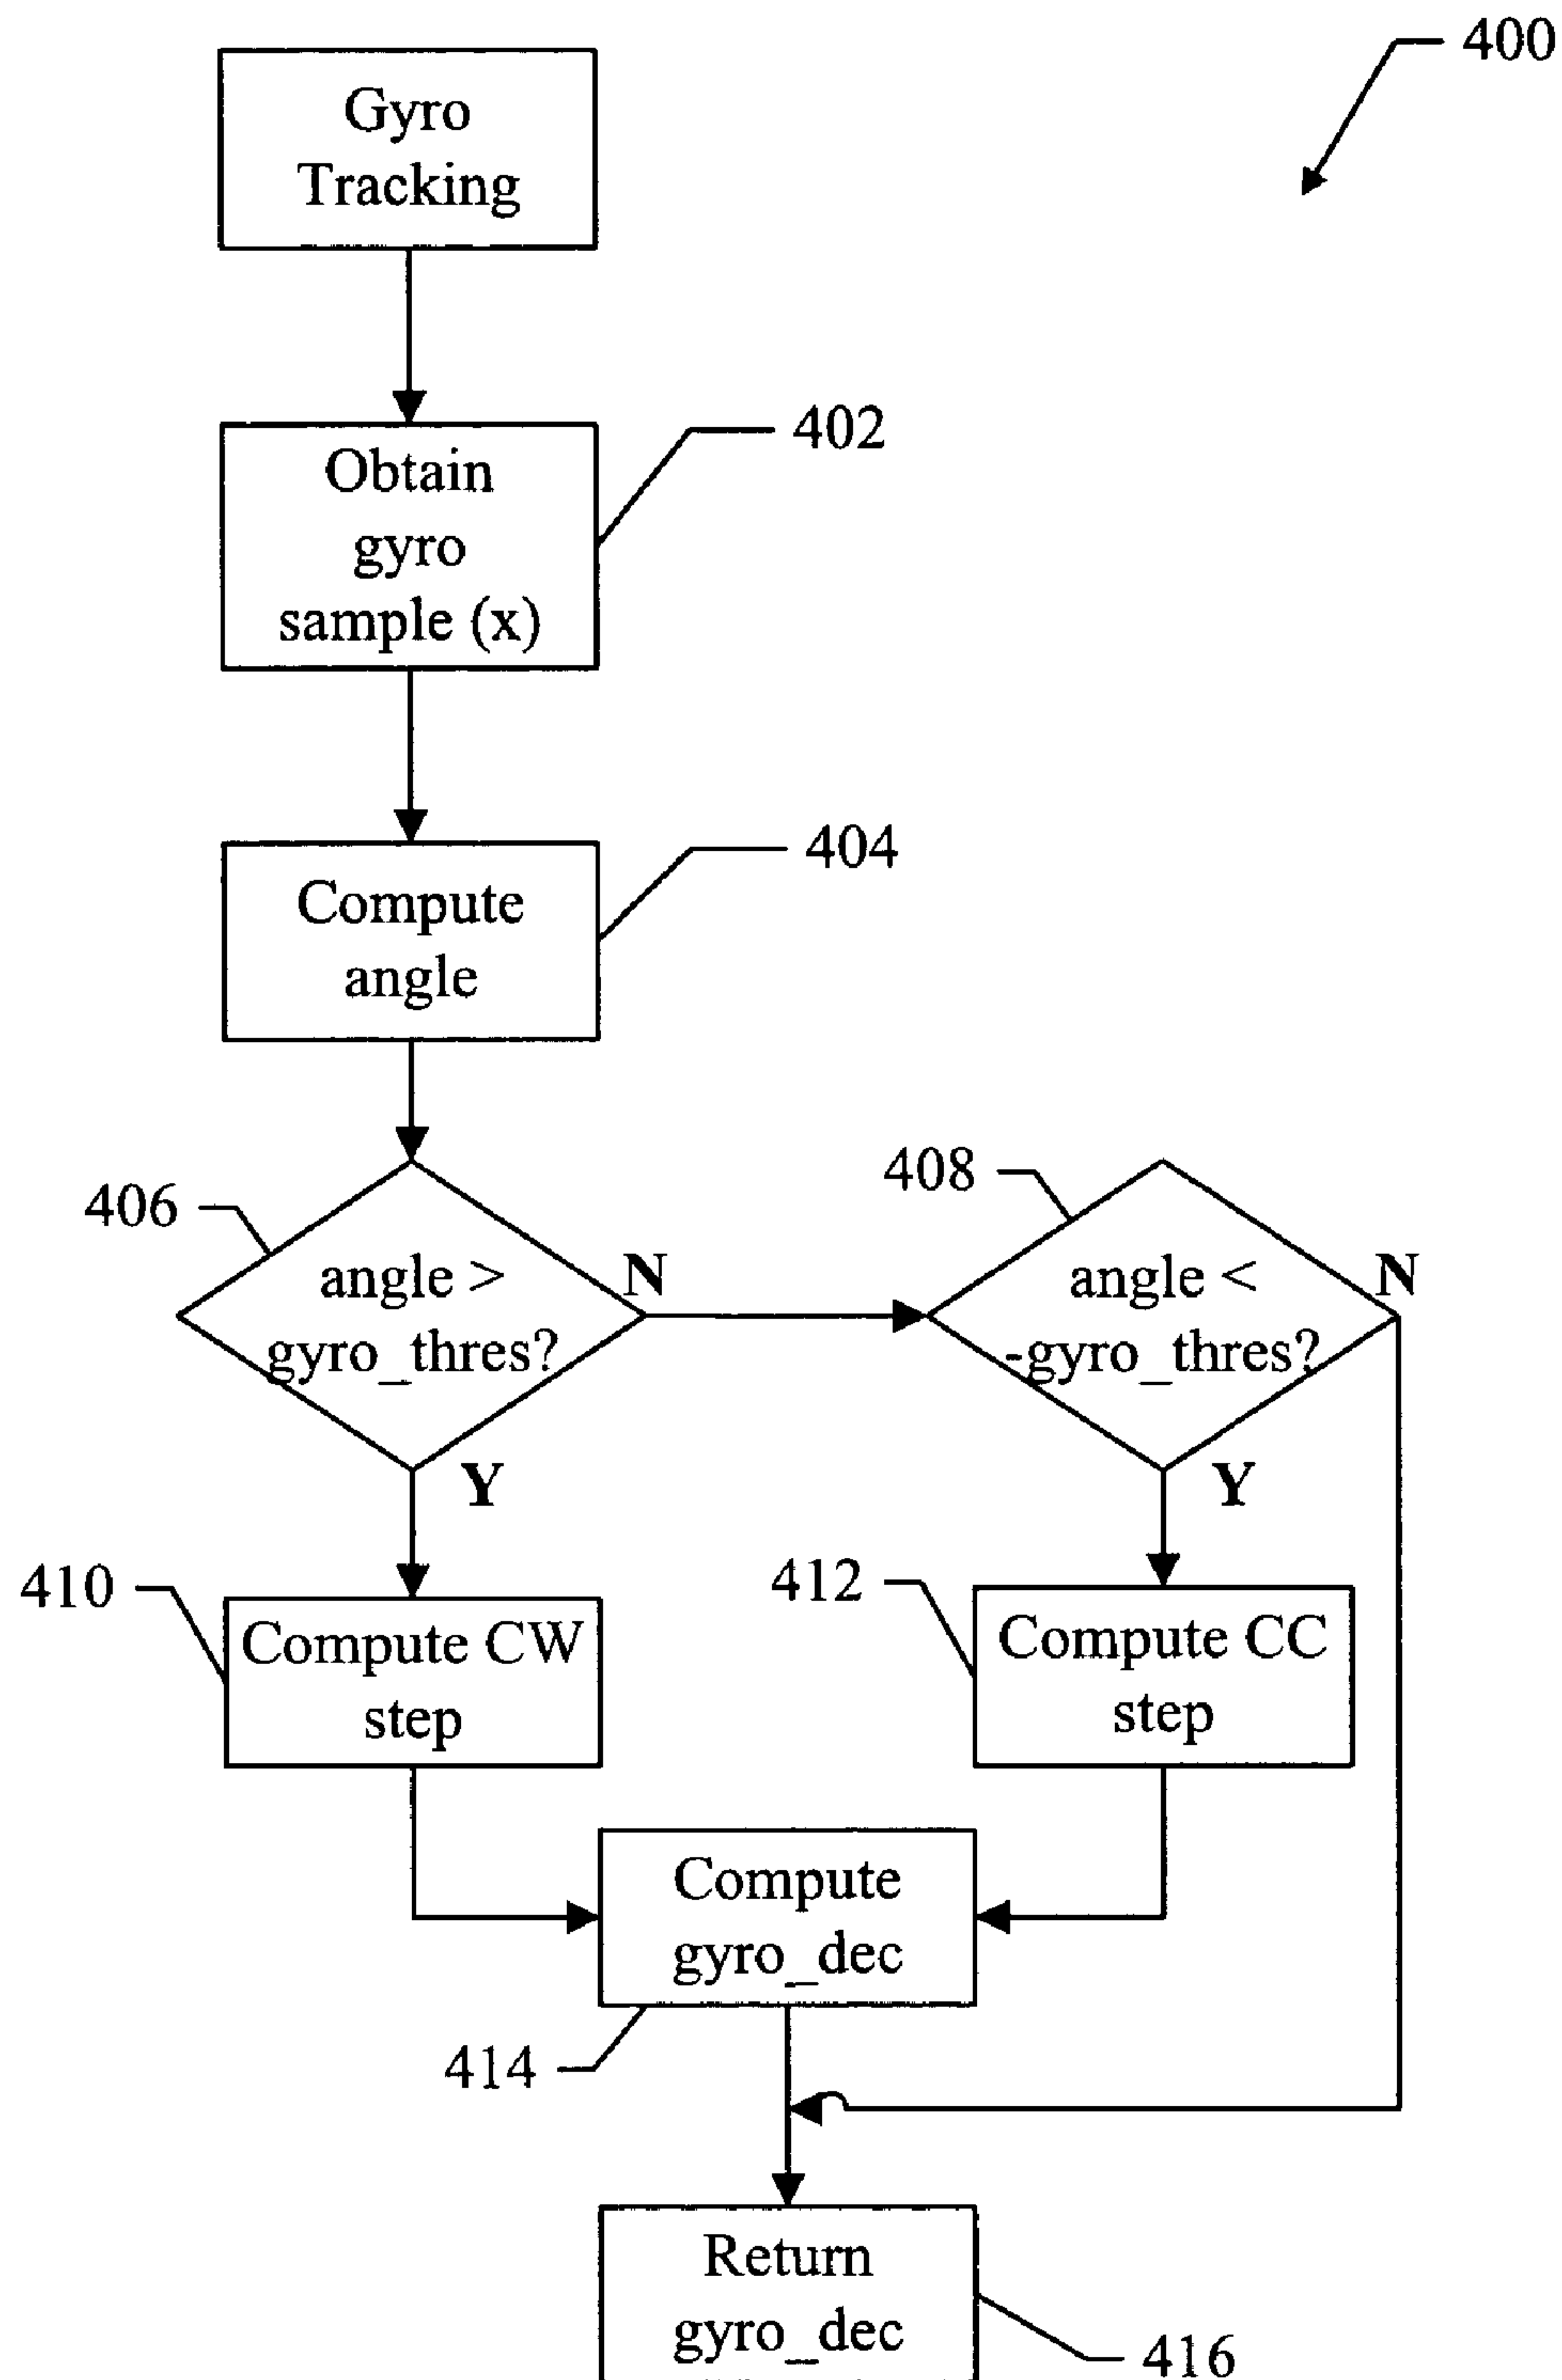 400
Gyro
Tracking
402
Obtain
gyro
sample (x)
404
Compute
angle
406
angle >
gyro_thres?
N
Y
408
angle <
-gyro_thres?
N
Y
410
Compute CW
step
412
Compute CC
step
Compute
gyro_dec
414
Return
gyro_dec
416